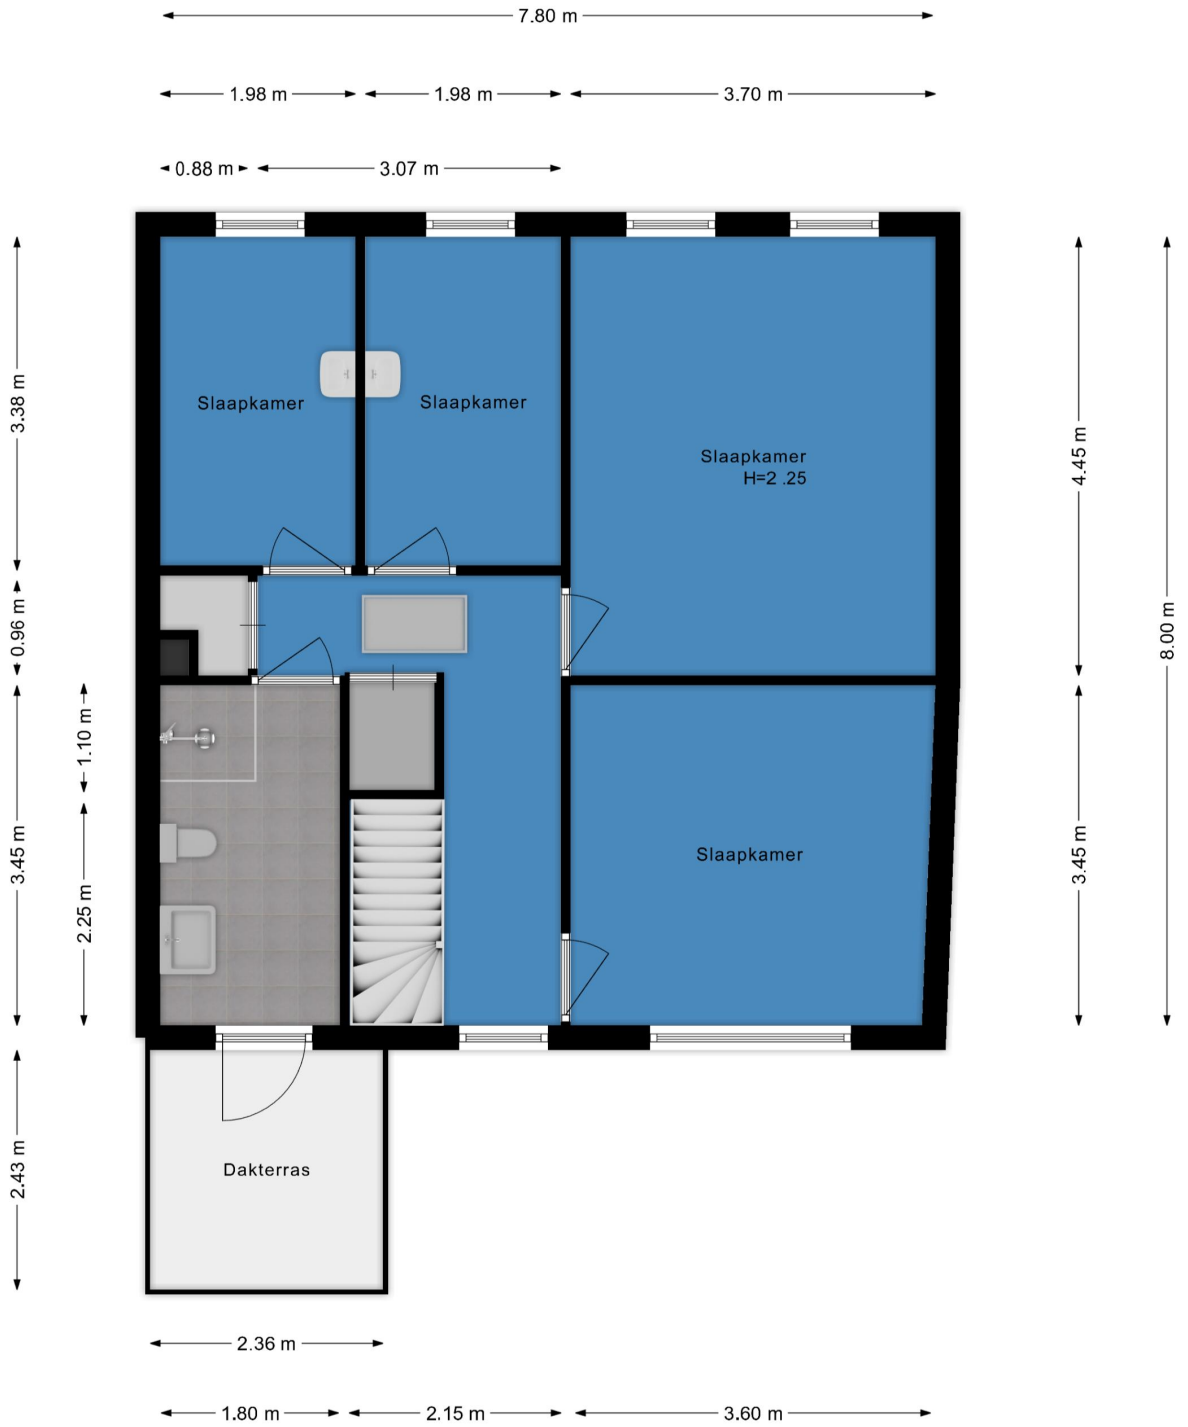 7.80 m
1.98 m
1.98 m
3.70 m
0.88 m
3.07 m
3.38 m
0.96 m
3.45 m
1.10 m
2.25 m
2.43 m
4.45 m
3.45 m
8.00 m
Slaapkamer
Slaapkamer
Slaapkamer
H=2 .25
Slaapkamer
Dakterras
2.36 m
1.80 m
2.15 m
3.60 m